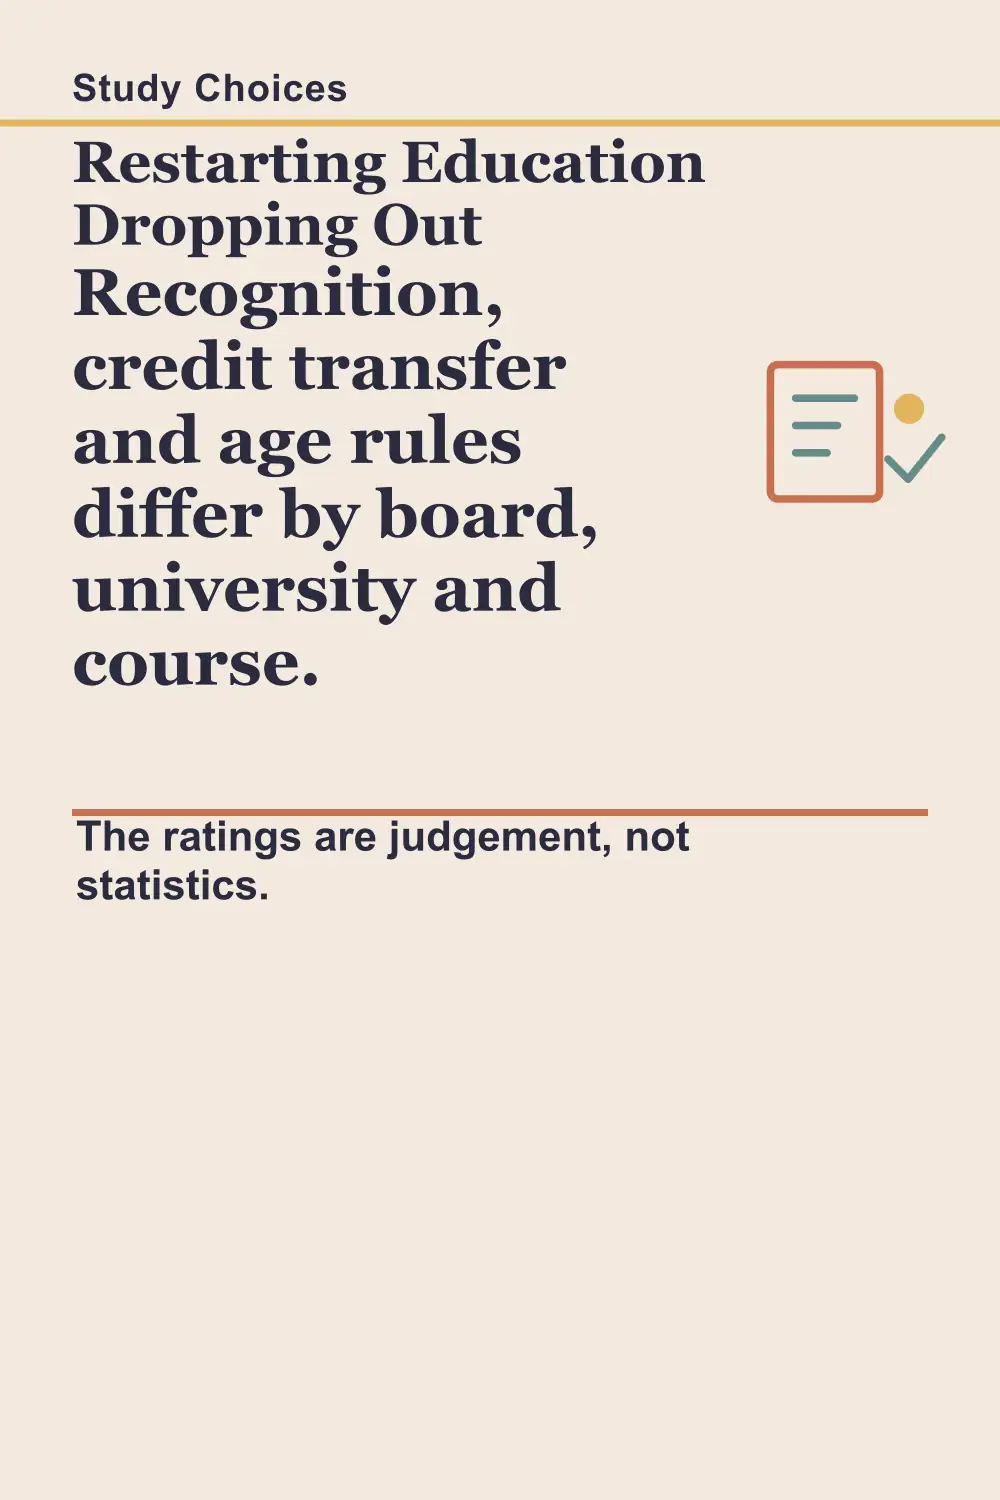 Study Choices
Restarting Education
Dropping Out
Recognition,
credit transfer
and age rules
differ by board,
university and
course.
The ratings are judgement, not
statistics.